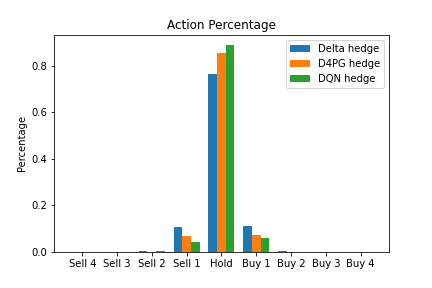 Action Percentage
Delta hedge
D4PG hedge
DQN hedge
Percentage
0.8
0.6
0.4
0.2
0.0
Sell 4 Sell 3 Sell 2 Sell 1 Hold Buy 1 Buy 2 Buy 3 Buy 4